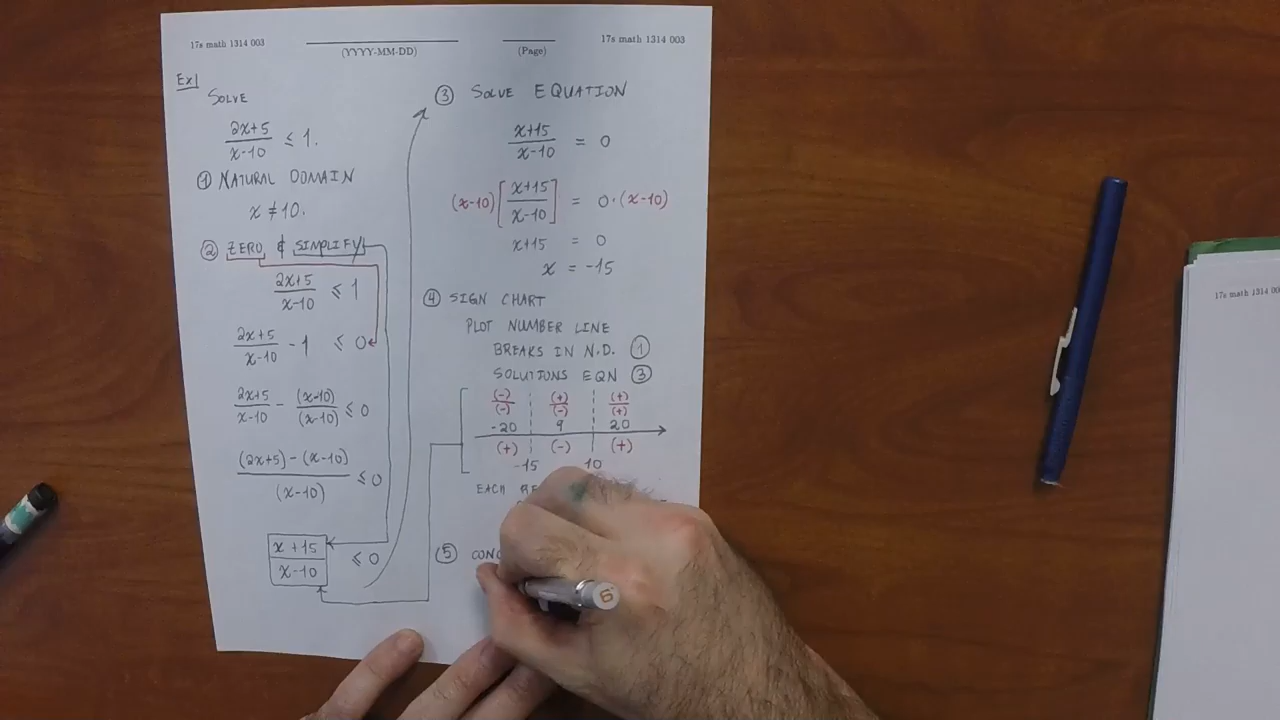 17s math 1314 003
(YYYY-MM-DD)
(Page)
17s math 1314 003
Ex1
SOLVE
(2x+5)/(x-10) ≤ 1.
① NATURAL DOMAIN
x ≠ 10.
② ZERO & SIMPLIFY
(2x+5)/(x-10) ≤ 1
(2x+5)/(x-10) - 1 ≤ 0
(2x+5)/(x-10) - (x-10)/(x-10) ≤ 0
((2x+5)-(x-10))/(x-10) ≤ 0
(x+15)/(x-10) ≤ 0
③ SOLVE EQUATION
(x+15)/(x-10) = 0
(x-10)[(x+15)/(x-10)] = 0·(x-10)
x+15 = 0
x = -15
④ SIGN CHART
PLOT NUMBER LINE
BREAKS IN N.D. ①
SOLUTIONS EQN ③
(-)/(-) (+)/(-) (+)/(+)
-20 9 20
(+) (-) (+)
-15 10
EACH
⑤
17s math 1314 003